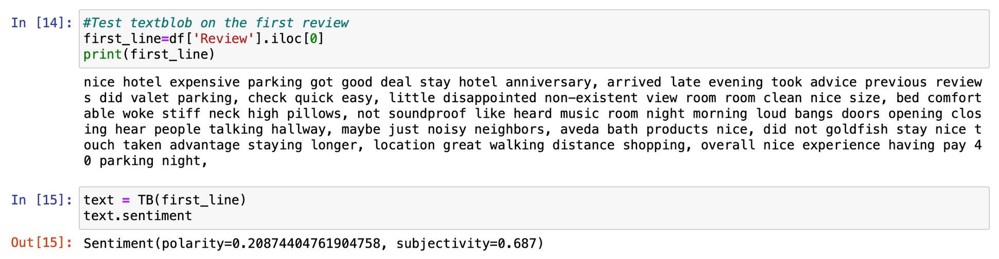 In [14]: #Test textblob on the first review
first_line=df['Review'].iloc[0]
print(first_line)
nice hotel expensive parking got good deal stay hotel anniversary, arrived late evening took advice previous review
s did valet parking, check quick easy, little disappointed non-existent view room room clean nice size, bed comfort
able woke stiff neck high pillows, not soundproof like heard music room night morning loud bangs doors opening clos
ing hear people talking hallway, maybe just noisy neighbors, aveda bath products nice, did not goldfish stay nice t
ouch taken advantage staying longer, location great walking distance shopping, overall nice experience having pay 4
0 parking night,
In [15]: text = TB(first_line)
text.sentiment
Out[15]: Sentiment(polarity=0.20874404761904758, subjectivity=0.687)